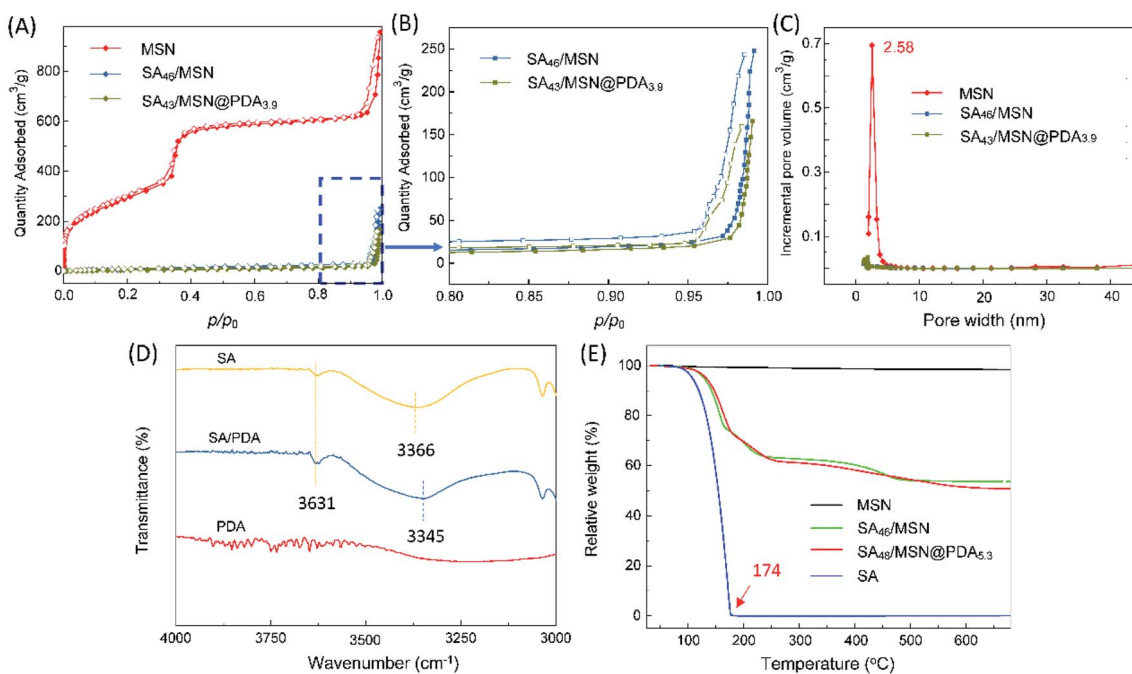 (A)
MSN
SA46/MSN
SA43/MSN@PDA3.9
Quantity Adsorbed (cm3/g)
800
600
400
200
0
0.0 0.2 0.4 0.6 0.8 1.0
p/p0
(B)
SA46/MSN
SA43/MSN@PDA3.9
Quantity Adsorbed (cm3/g)
250
200
150
100
50
0
0.80 0.85 0.90 0.95 1.00
p/p0
(C)
2.58
MSN
SA46/MSN
SA43/MSN@PDA3.9
Incremental pore volume (cm3/g)
0.7
0.5
0.3
0.1
0 10 20 30 40
Pore width (nm)
(D)
SA
SA/PDA
PDA
3366
3631
3345
Transmittance (%)
4000 3750 3500 3250 3000
Wavenumber (cm-1)
(E)
Relative weight (%)
100
80
60
40
20
0
MSN
SA46/MSN
SA48/MSN@PDA5.3
SA
174
100 200 300 400 500 600
Temperature (oC)